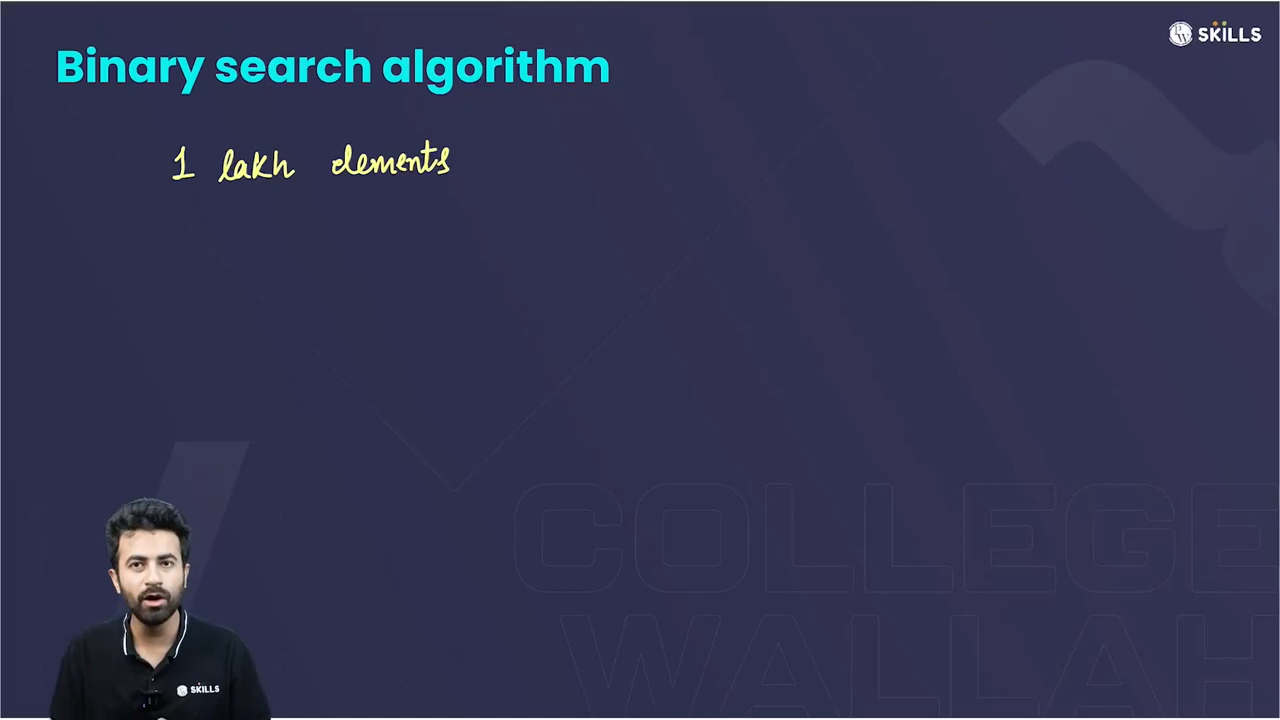 SKILLS
Binary search algorithm
1 lakh elements
COLLEGE
WALLAH
SKILLS